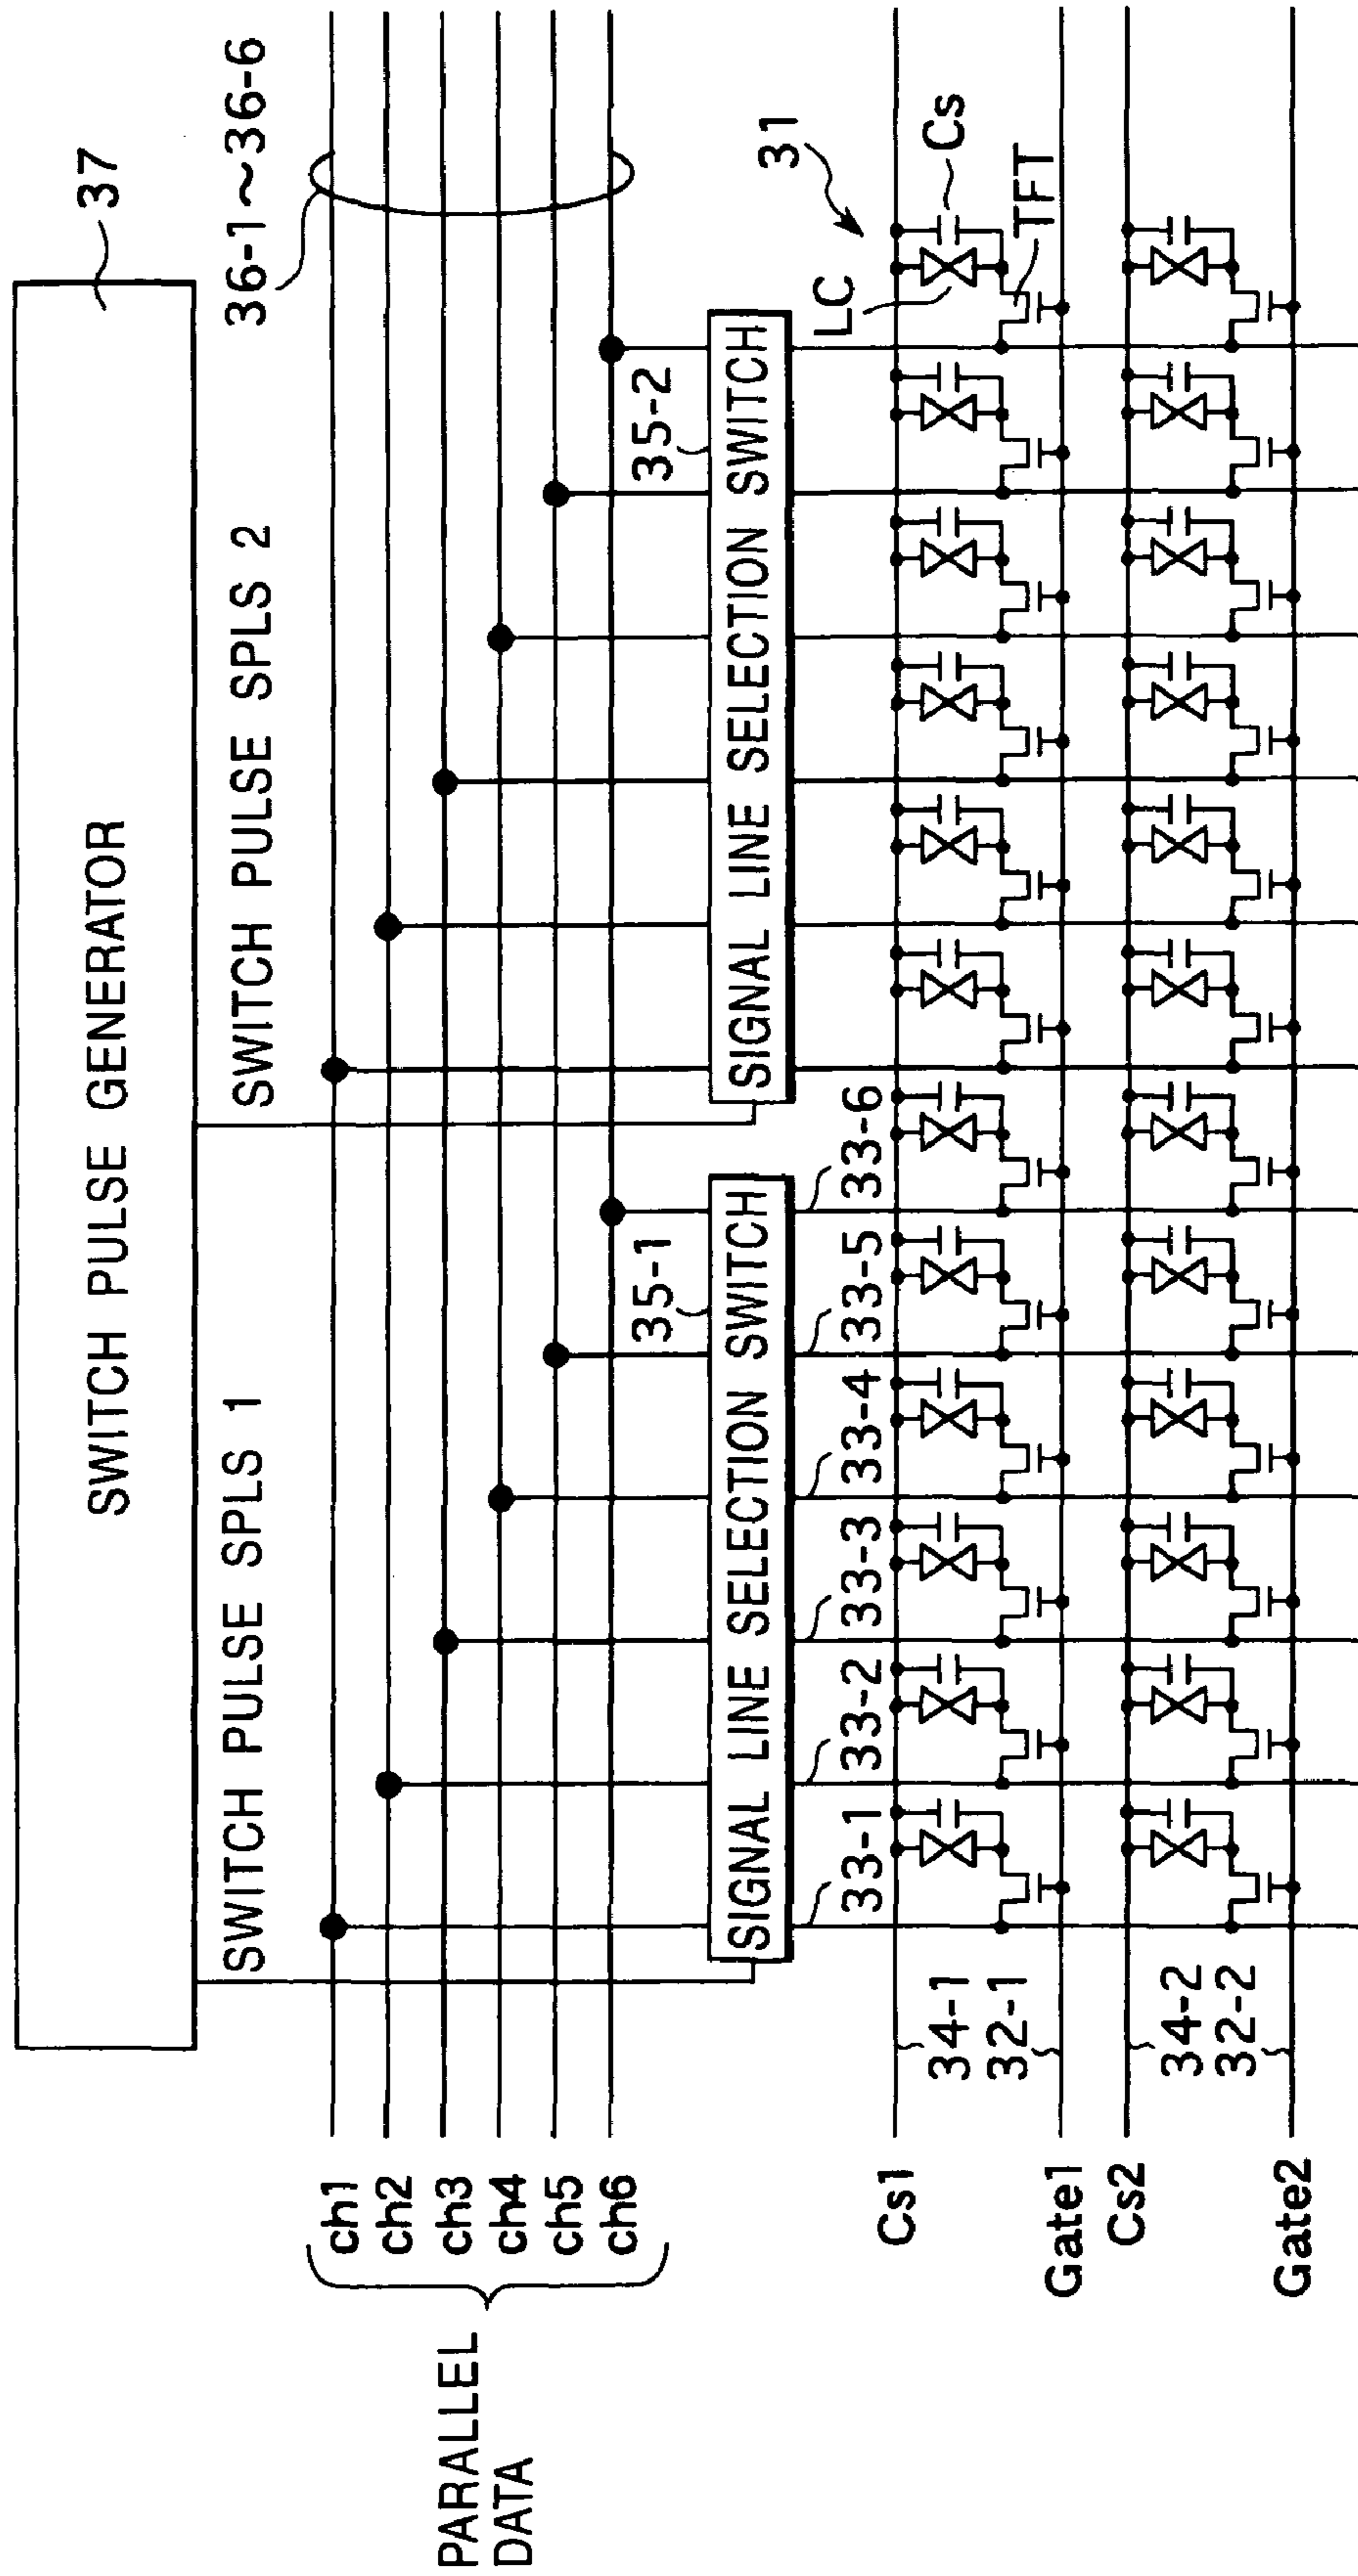 SWITCH PULSE GENERATOR
37
SWITCH PULSE SPLS 1
SWITCH PULSE SPLS 2
36-1~36-6
PARALLEL
DATA
ch1
ch2
ch3
ch4
ch5
ch6
35-1
35-2
SIGNAL LINE SELECTION SWITCH
SIGNAL LINE SELECTION SWITCH
33-1
33-2
33-3
33-4
33-5
33-6
31
LC
Cs
TFT
Cs1
34-1
32-1
Gate1
Cs2
34-2
32-2
Gate2